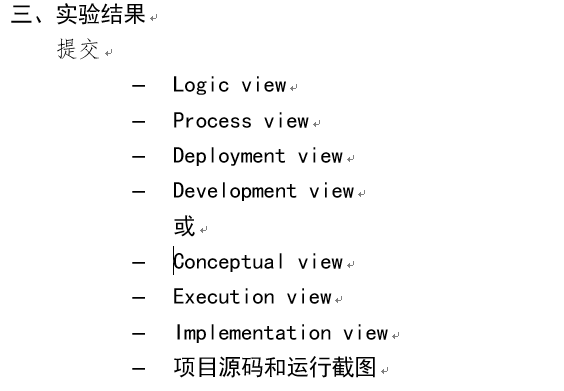 三、实验结果
提交
— Logic view
— Process view
— Deployment view
— Development view
或
— Conceptual view
— Execution view
— Implementation view
— 项目源码和运行截图